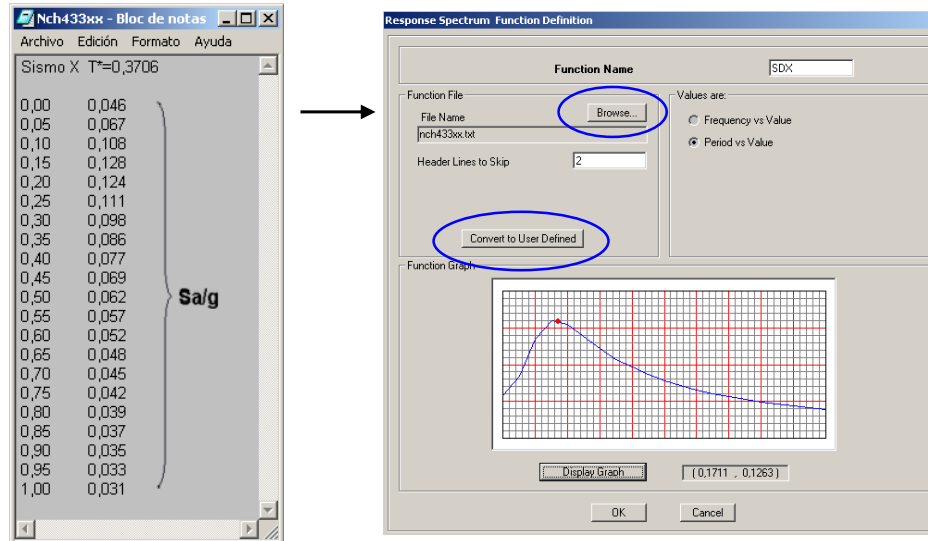 Nch433xx - Bloc de notas
Archivo Edición Formato Ayuda
Sismo X T*=0,3706
0,00 0,046
0,05 0,067
0,10 0,108
0,15 0,128
0,20 0,124
0,25 0,111
0,30 0,098
0,35 0,086
0,40 0,077
0,45 0,069
0,50 0,062
0,55 0,057
0,60 0,052
0,65 0,048
0,70 0,045
0,75 0,042
0,80 0,039
0,85 0,037
0,90 0,035
0,95 0,033
1,00 0,031
Sa/g
Response Spectrum Function Definition
Function Name
SDX
Function File
File Name
Browse...
nch433xx.txt
Header Lines to Skip
2
Convert to User Defined
Values are:
Frequency vs Value
Period vs Value
Function Graph
Display Graph
( 0,1711 , 0,1263 )
OK
Cancel